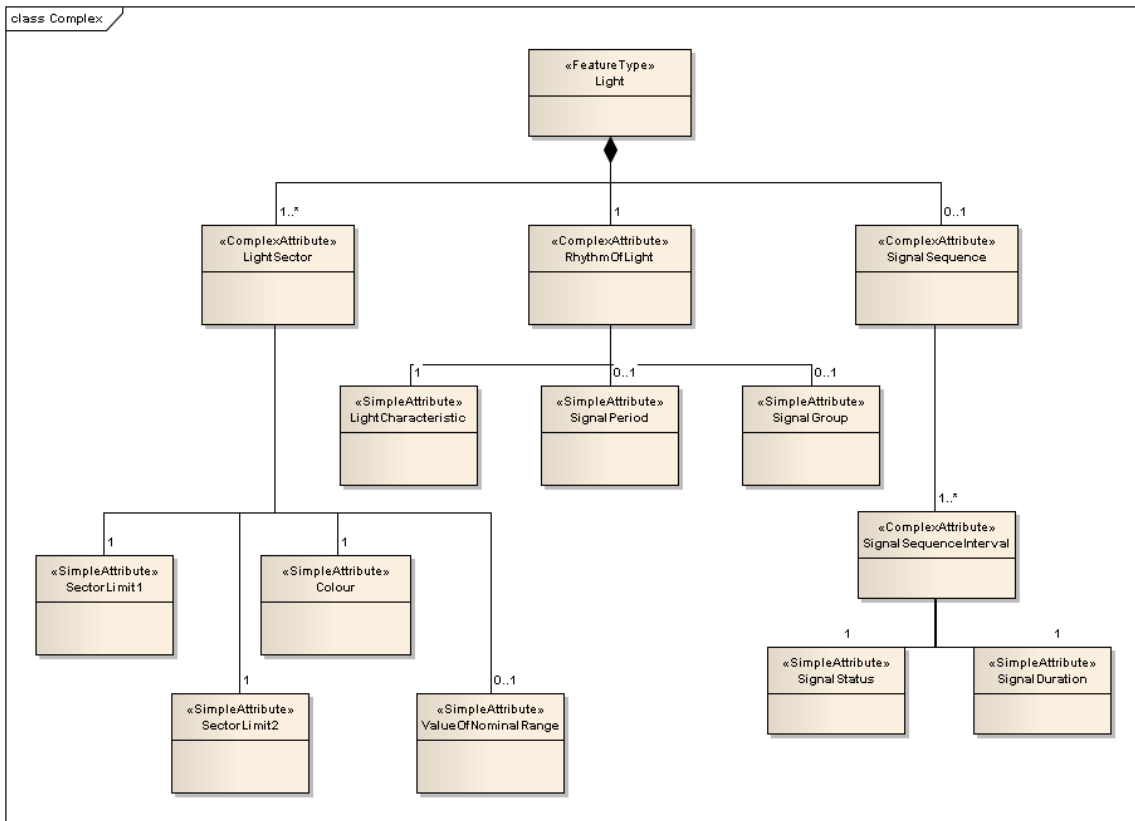 class Complex
«FeatureType»
Light
1..*
1
0..1
«ComplexAttribute»
LightSector
«ComplexAttribute»
RhythmOfLight
«ComplexAttribute»
SignalSequence
1
0..1
0..1
«SimpleAttribute»
LightCharacteristic
«SimpleAttribute»
SignalPeriod
«SimpleAttribute»
SignalGroup
1..*
«ComplexAttribute»
SignalSequenceInterval
1
1
«SimpleAttribute»
SectorLimit1
«SimpleAttribute»
Colour
1
1
«SimpleAttribute»
SignalStatus
«SimpleAttribute»
SignalDuration
1
0..1
«SimpleAttribute»
SectorLimit2
«SimpleAttribute»
ValueOfNominalRange